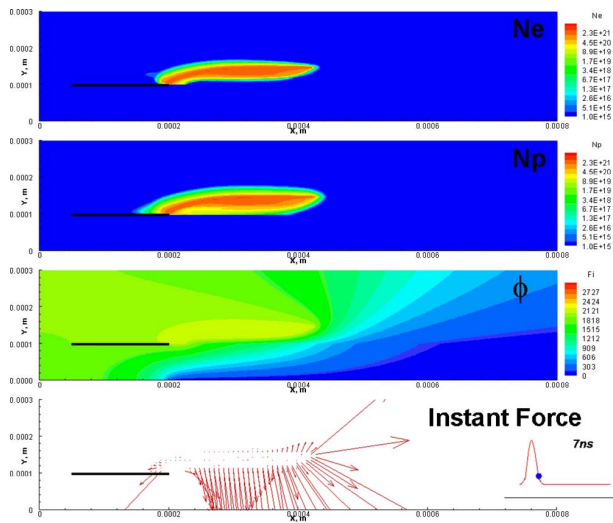 0.0003
Ne
Ne
2.3E+21
4.5E+20
8.9E+19
1.7E+19
3.4E+18
6.6E+17
1.3E+17
2.6E+16
5.1E+15
1.0E+15
Y, m
0.0002
0.0001
0
0
0.0002
0.0004
X, m
0.0006
0.0008
0.0003
Np
Np
2.3E+21
4.5E+20
8.9E+19
1.7E+19
3.4E+18
6.6E+17
1.3E+17
2.6E+16
5.1E+15
1.0E+15
Y, m
0.0002
0.0001
0
0
0.0002
0.0004
X, m
0.0006
0.0008
0.0003
ϕ
Fi
2727
2424
2121
1818
1515
1212
909
606
303
0
Y, m
0.0002
0.0001
0.0000
0
0.0002
0.0004
X, m
0.0006
0.0008
0.0003
Instant Force
7ns
Y, m
0.0002
0.0001
0
0
0.0002
0.0004
X, m
0.0006
0.0008